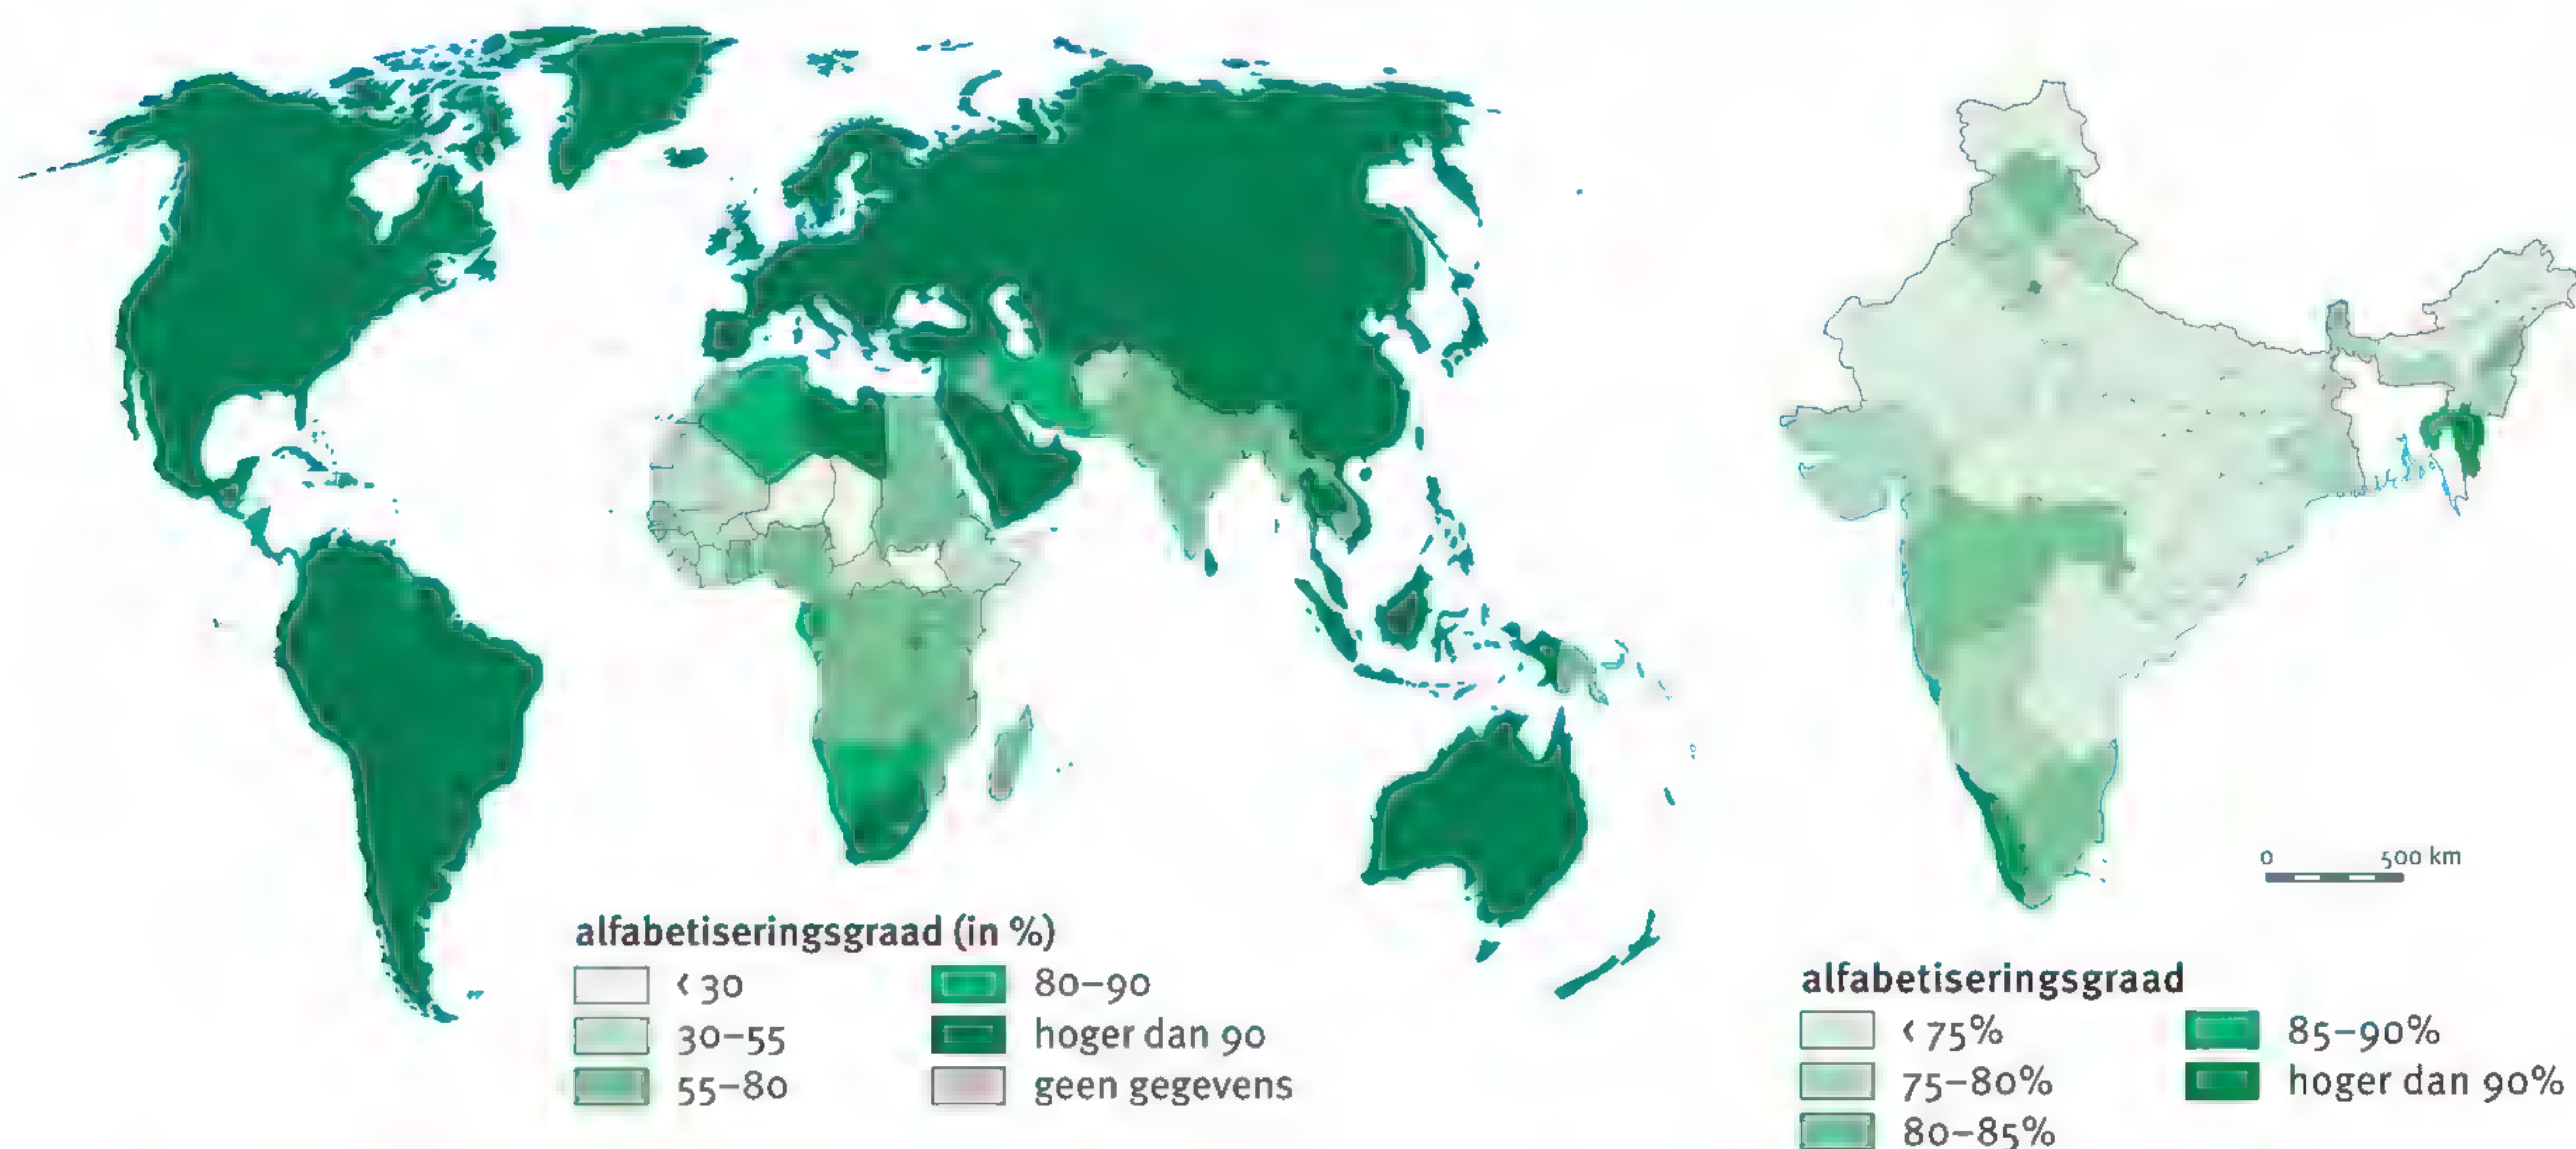 0 500 km
alfabetiseringsgraad (in %)
< 30
30–55
55–80
80–90
hoger dan 90
geen gegevens
alfabetiseringsgraad
< 75%
75–80%
80–85%
85–90%
hoger dan 90%